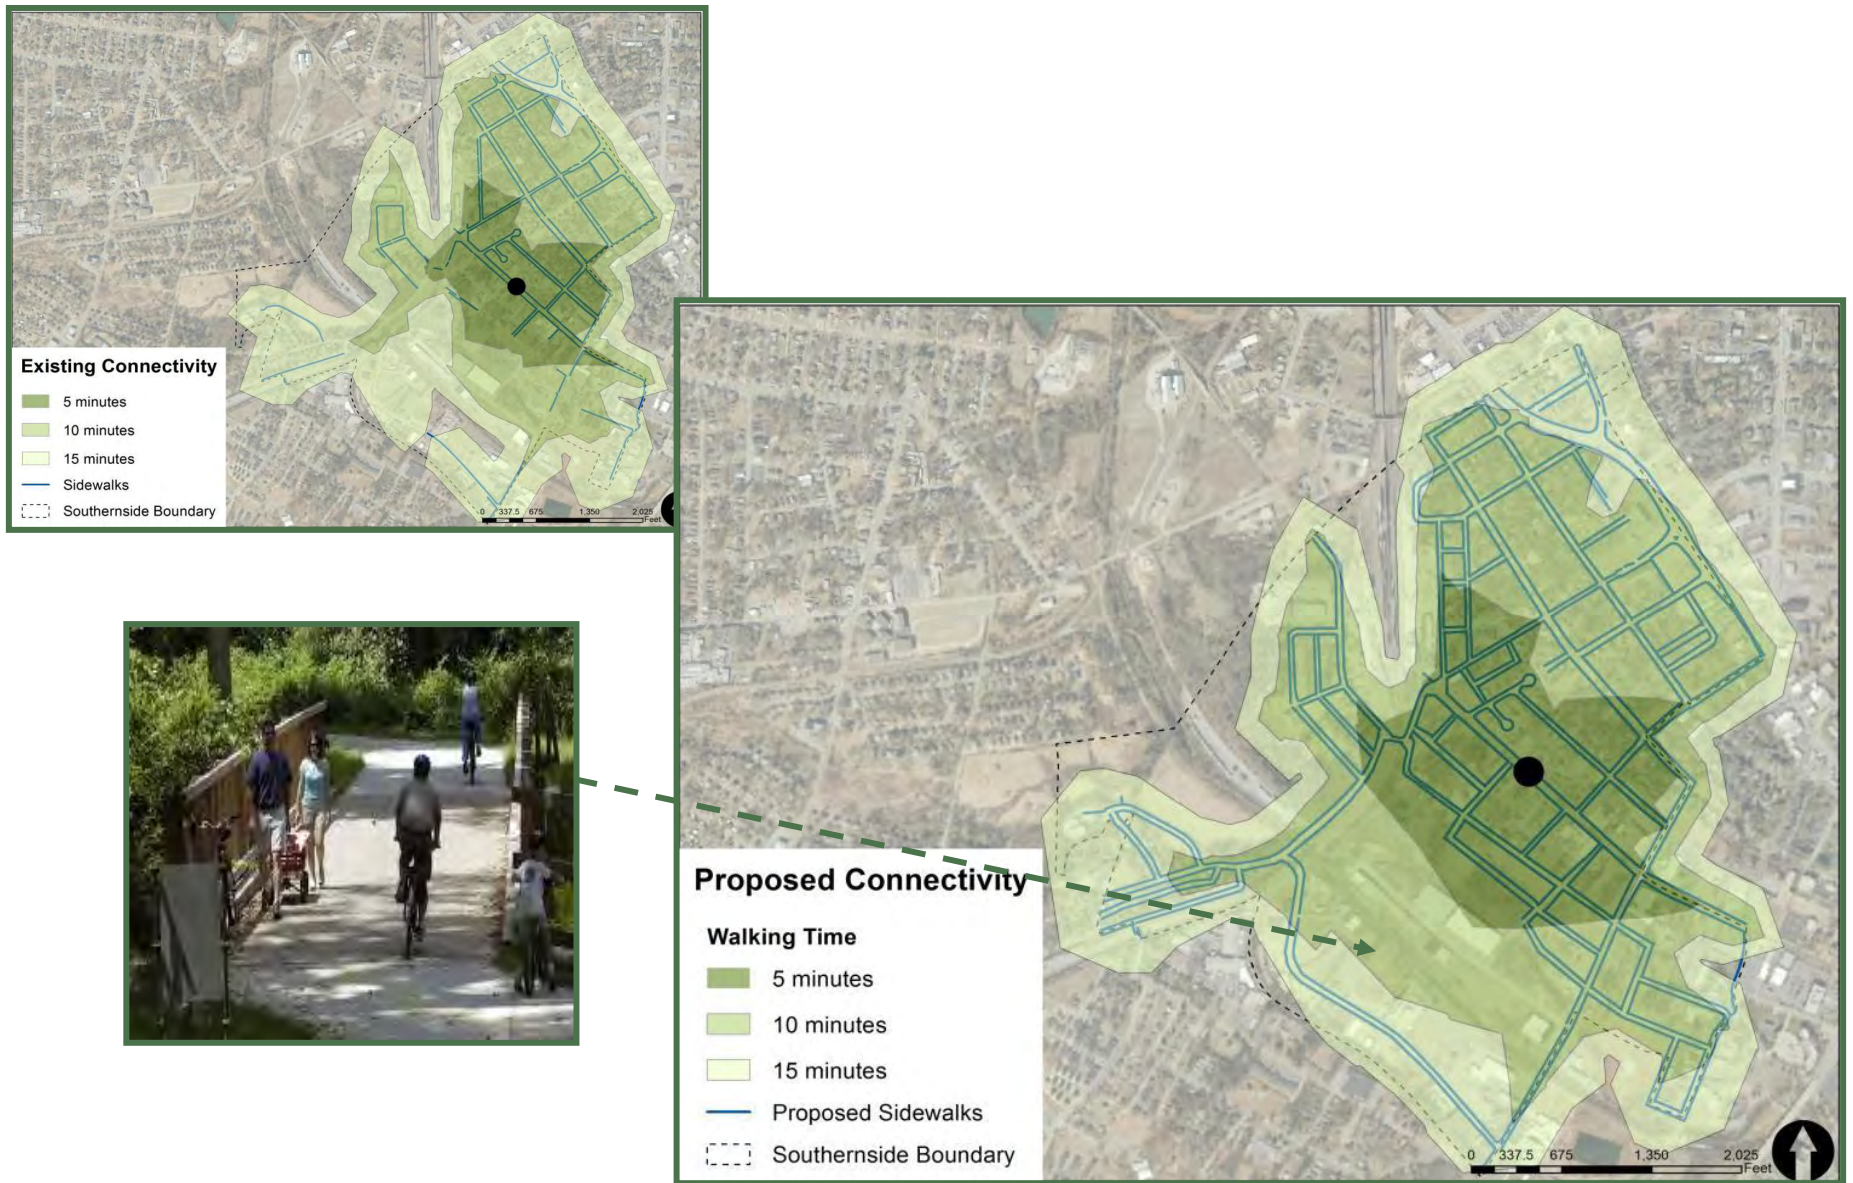 Existing Connectivity
5 minutes
10 minutes
15 minutes
Sidewalks
Southernside Boundary
0 337.5 675 1,350 2,025
Feet
Proposed Connectivity
Walking Time
5 minutes
10 minutes
15 minutes
Proposed Sidewalks
Southernside Boundary
0 337.5 675 1,350 2,025
Feet